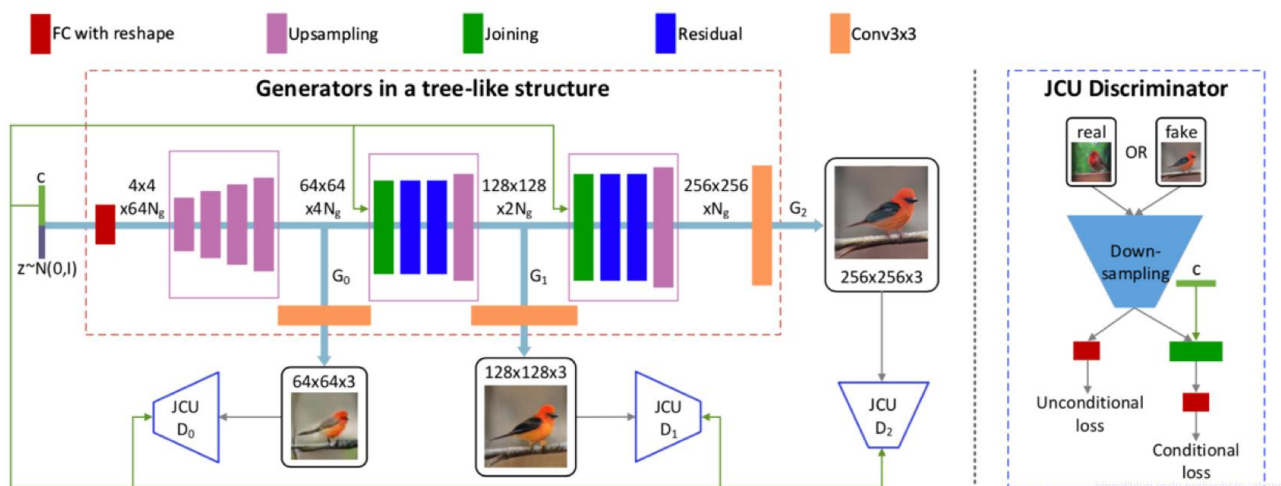 FC with reshape
Upsampling
Joining
Residual
Conv3x3
Generators in a tree-like structure
c
z~N(0,I)
4x4
x64Ng
64x64
x4Ng
128x128
x2Ng
256x256
xNg
G2
G0
G1
256x256x3
64x64x3
128x128x3
JCU
D0
JCU
D1
JCU
D2
JCU Discriminator
real
OR
fake
Down-
sampling
c
Unconditional
loss
Conditional
loss